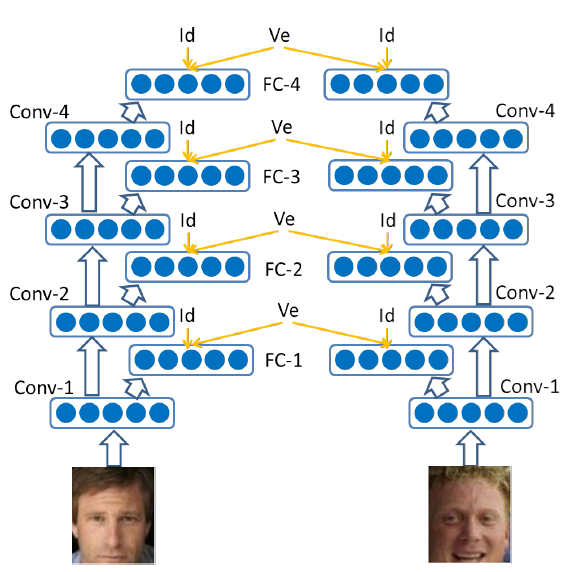 Id Ve Id
FC-4
Conv-4 Conv-4
Id Ve Id
FC-3
Conv-3 Conv-3
Id Ve Id
FC-2
Conv-2 Conv-2
Id Ve Id
FC-1
Conv-1 Conv-1